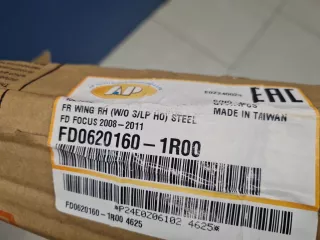 AP
EAC
FR WING RH (W/O S/LP HO) STEEL
MADE IN TAIWAN
FD FOCUS 2008-2011
FD0620160-1R00
FD0620160-1R00 4625
*P24E0Z06102 4625*